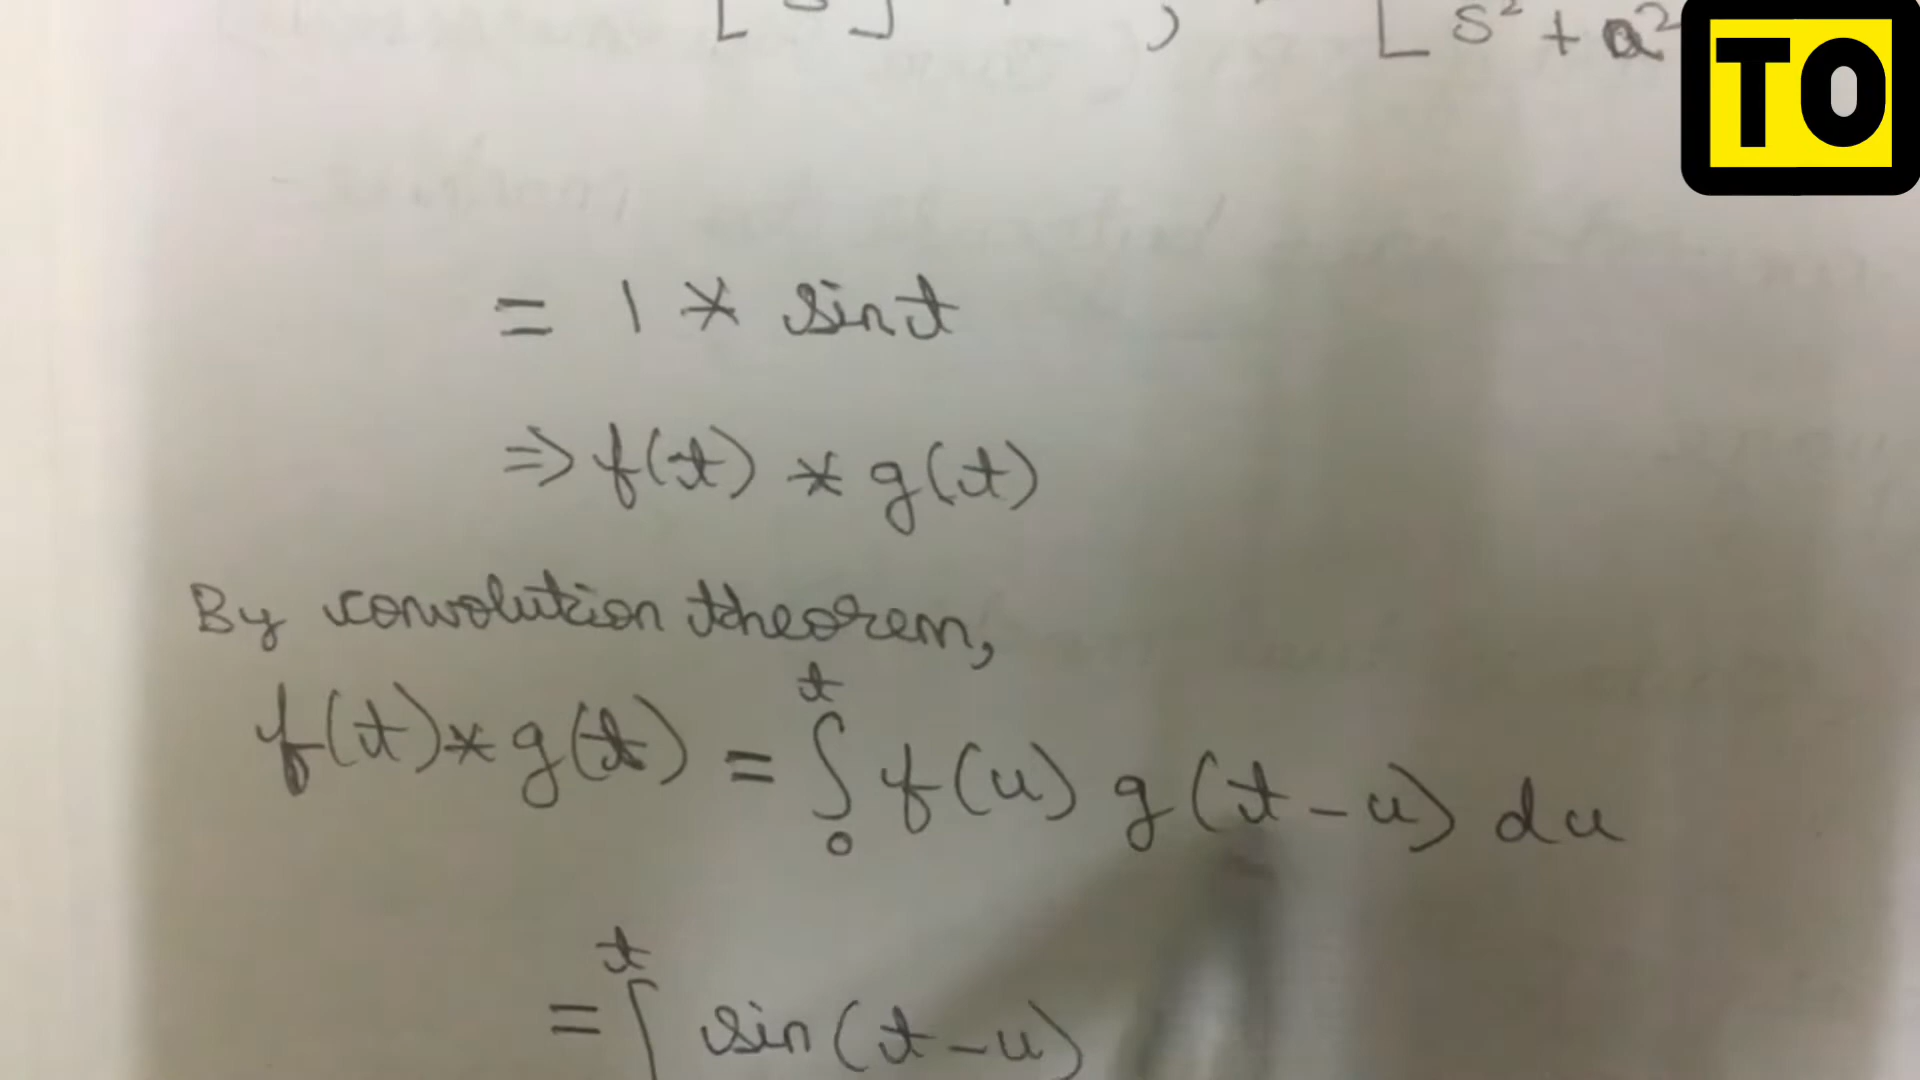 [s] , [s² + a²
TO
= 1 * sin t
⇒ f(t) * g(t)
By convolution theorem,
f(t) * g(t) = ∫₀ᵗ f(u) g(t-u) du
= ∫ᵗ sin(t-u)